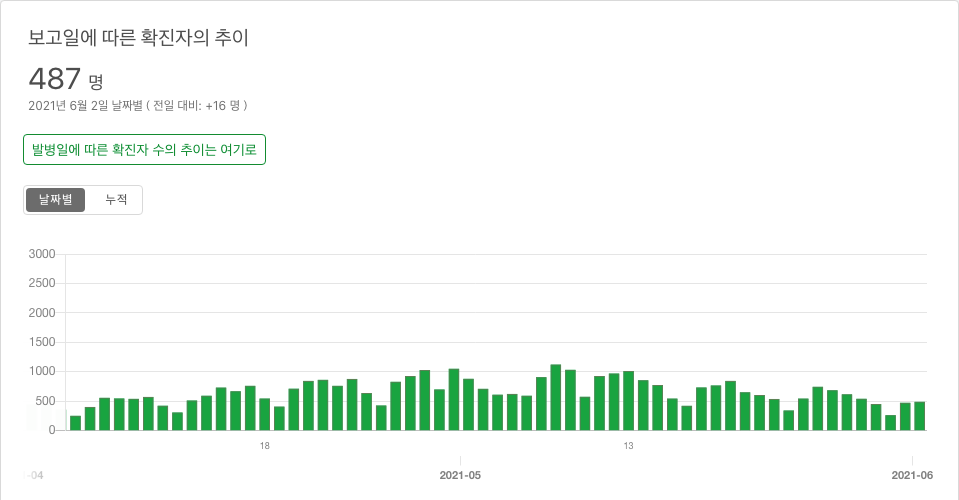 보고일에 따른 확진자의 추이
487 명
2021년 6월 2일 날짜별 ( 전일 대비: +16 명 )
발병일에 따른 확진자 수의 추이는 여기로
날짜별 누적
3000
2500
2000
1500
1000
500
0
18 13
-04 2021-05 2021-06